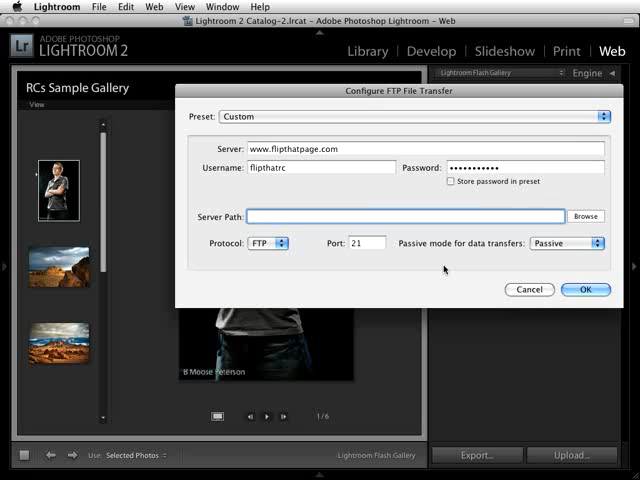 Lightroom File Edit Web View Window Help
Lightroom 2 Catalog-2.lrcat - Adobe Photoshop Lightroom - Web
Lr ADOBE PHOTOSHOP
LIGHTROOM 2
Library | Develop | Slideshow | Print | Web
RCs Sample Gallery
View
Lightroom Flash Gallery Engine
Configure FTP File Transfer
Preset: Custom
Server: www.flipthatpage.com
Username: flipthatrc Password: •••••••••••
Store password in preset
Server Path: Browse
Protocol: FTP Port: 21 Passive mode for data transfers: Passive
Cancel OK
B Moose Peterson
1/6
Use: Selected Photos Lightroom Flash Gallery Export... Upload...